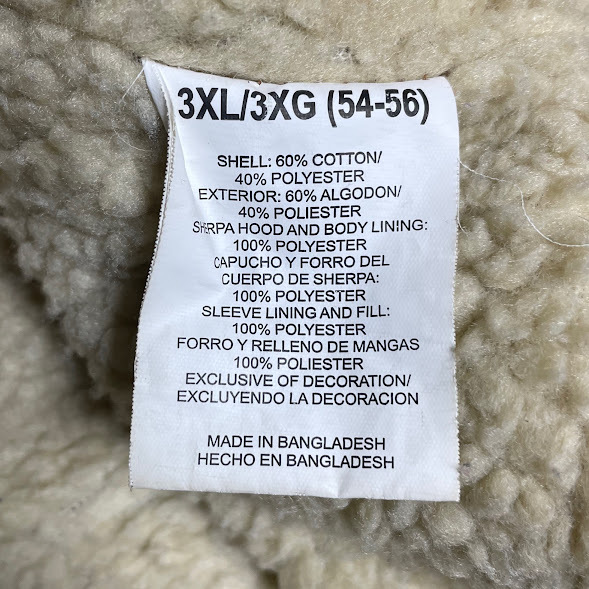 3XL/3XG (54-56)
SHELL: 60% COTTON/
40% POLYESTER
EXTERIOR: 60% ALGODON/
40% POLIESTER
SHERPA HOOD AND BODY LINING:
100% POLYESTER
CAPUCHO Y FORRO DEL
CUERPO DE SHERPA:
100% POLIESTER
SLEEVE LINING AND FILL:
100% POLYESTER
FORRO Y RELLENO DE MANGAS
100% POLIESTER
EXCLUSIVE OF DECORATION/
EXCLUYENDO LA DECORACION
MADE IN BANGLADESH
HECHO EN BANGLADESH